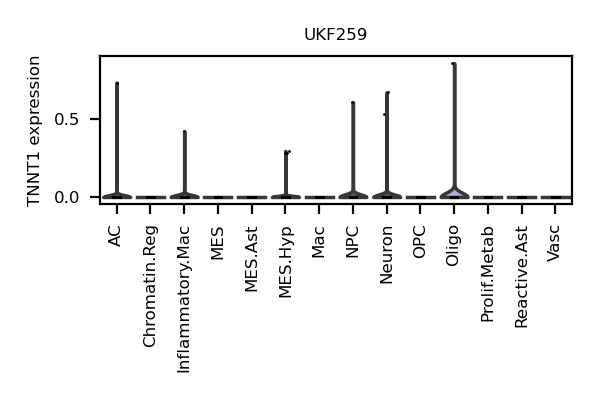 UKF259
TNNT1 expression
0.5
0.0
AC
Chromatin.Reg
Inflammatory.Mac
MES
MES.Ast
MES.Hyp
Mac
NPC
Neuron
OPC
Oligo
Prolif.Metab
Reactive.Ast
Vasc